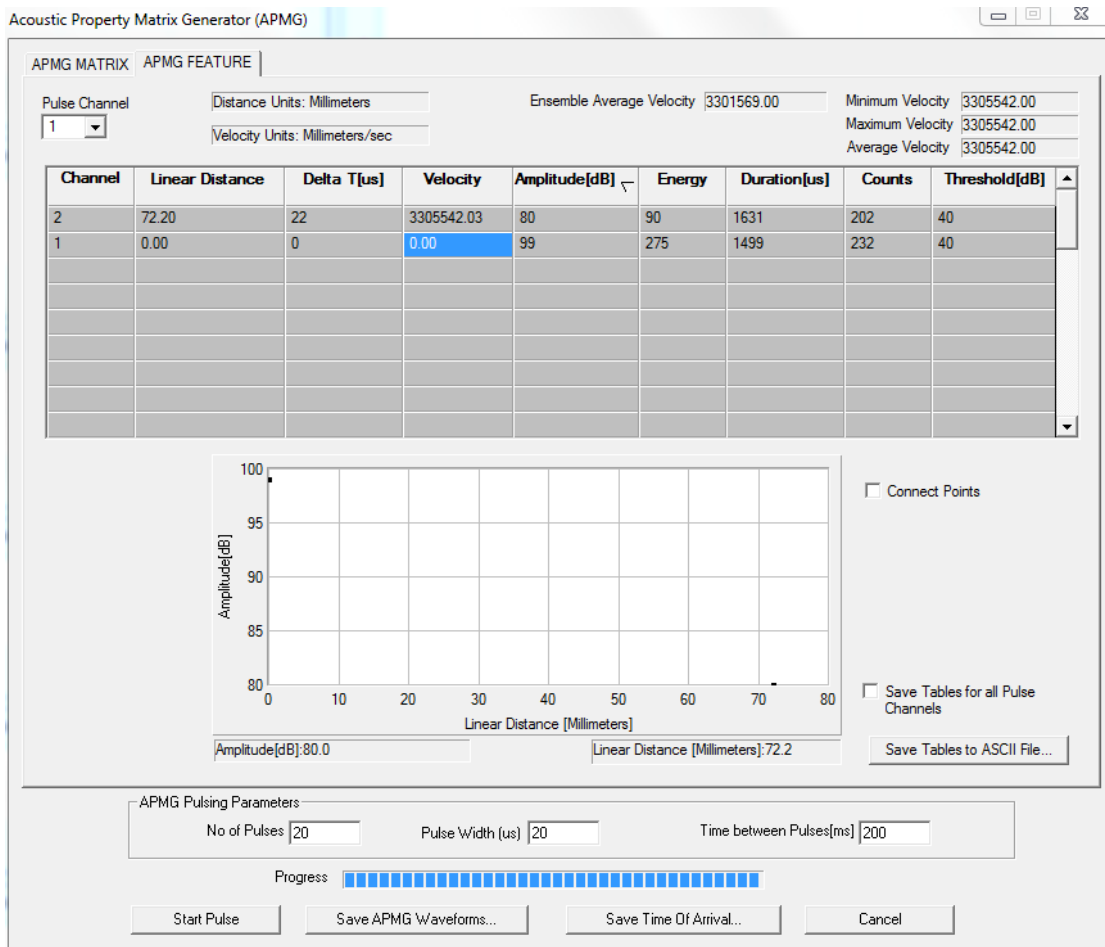 Acoustic Property Matrix Generator (APMG)
APMG MATRIX APMG FEATURE
Pulse Channel
1
Distance Units: Millimeters
Velocity Units: Millimeters/sec
Ensemble Average Velocity 3301569.00
Minimum Velocity 3305542.00
Maximum Velocity 3305542.00
Average Velocity 3305542.00
Channel Linear Distance Delta T[us] Velocity Amplitude[dB] Energy Duration[us] Counts Threshold[dB]
2 72.20 22 3305542.03 80 90 1631 202 40
1 0.00 0 0.00 99 275 1499 232 40
100
95
90
85
80
Amplitude[dB]
0 10 20 30 40 50 60 70 80
Linear Distance [Millimeters]
Amplitude[dB]:80.0
Linear Distance [Millimeters]:72.2
Connect Points
Save Tables for all Pulse
Channels
Save Tables to ASCII File...
APMG Pulsing Parameters
No of Pulses 20 Pulse Width (us) 20 Time between Pulses[ms] 200
Progress
Start Pulse Save APMG Waveforms... Save Time Of Arrival... Cancel